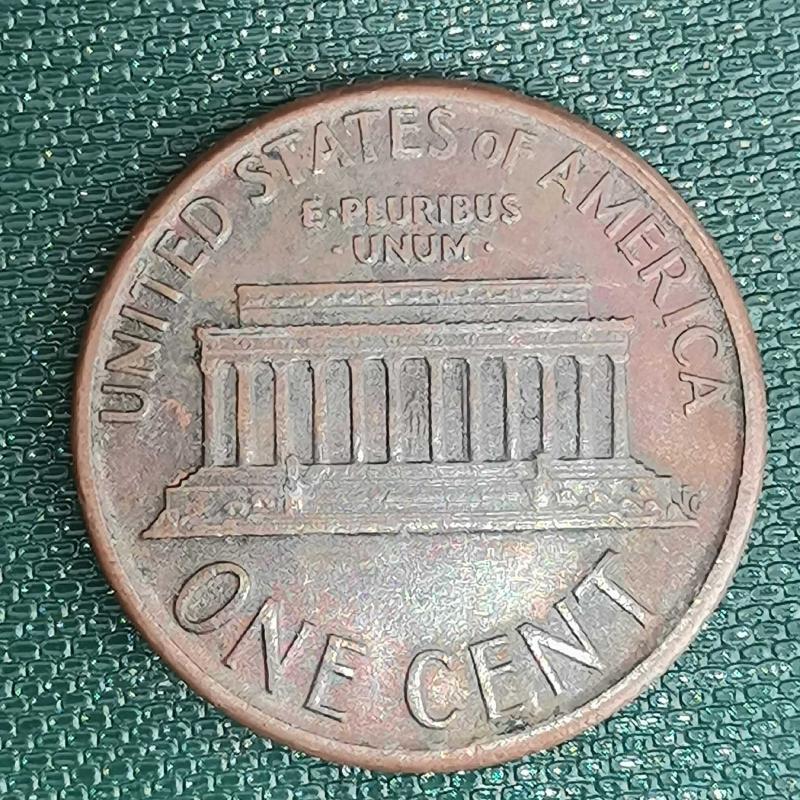 UNITED STATES OF AMERICA
E·PLURIBUS
·UNUM·
ONE CENT